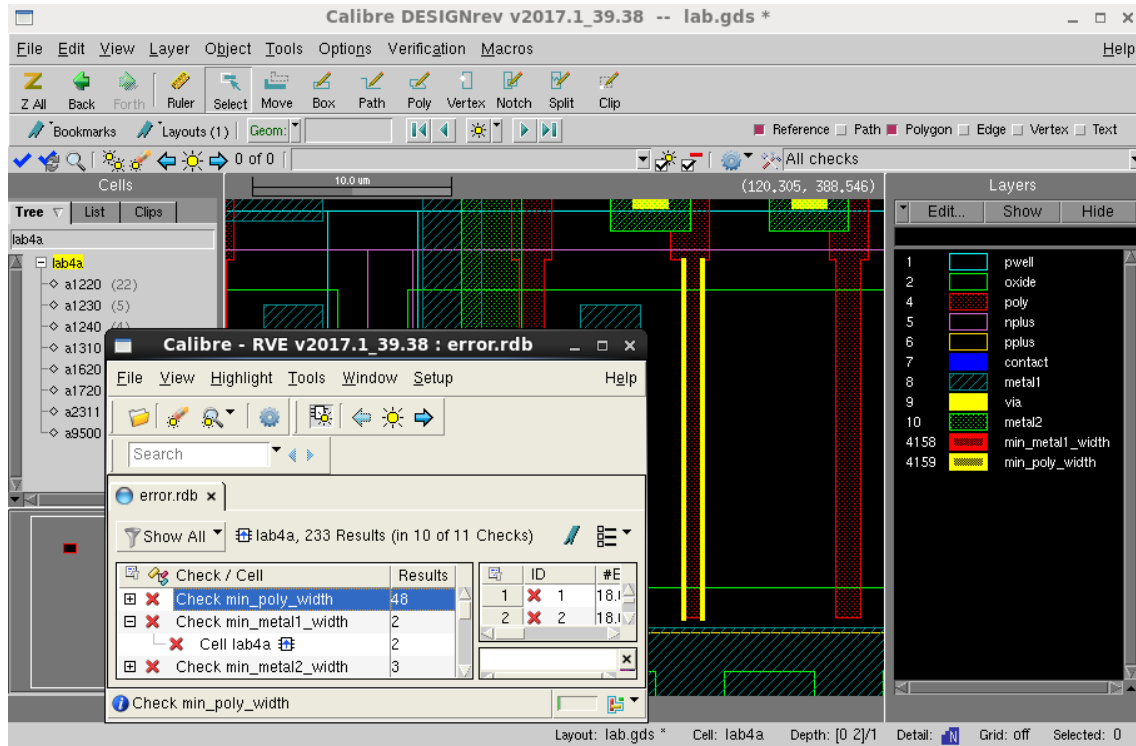 Calibre DESIGNrev v2017.1_39.38 -- lab.gds *
File Edit View Layer Object Tools Options Verification Macros Help
Z All Back Forth Ruler Select Move Box Path Poly Vertex Notch Split Clip
Bookmarks Layouts (1) Geom: Reference Path Polygon Edge Vertex Text
0 of 0 All checks
Cells 10.0 um (120.305, 388.546) Layers
Tree List Clips Edit... Show Hide
lab4a
lab4a
a1220 (22)
a1230 (5)
a1240 (4)
a1310
a1620
a1720
a2311
a9500
1 pwell
2 oxide
4 poly
5 nplus
6 pplus
7 contact
8 metal1
9 via
10 metal2
4158 min_metal1_width
4159 min_poly_width
Calibre - RVE v2017.1_39.38 : error.rdb
File View Highlight Tools Window Setup Help
Search
error.rdb
Show All lab4a, 233 Results (in 10 of 11 Checks)
Check / Cell Results ID #E
Check min_poly_width 48 1 1 18.
Check min_metal1_width 2 2 2 18.
Cell lab4a 2
Check min_metal2_width 3
Check min_poly_width
Layout: lab.gds * Cell: lab4a Depth: [0 2]/1 Detail: N Grid: off Selected: 0